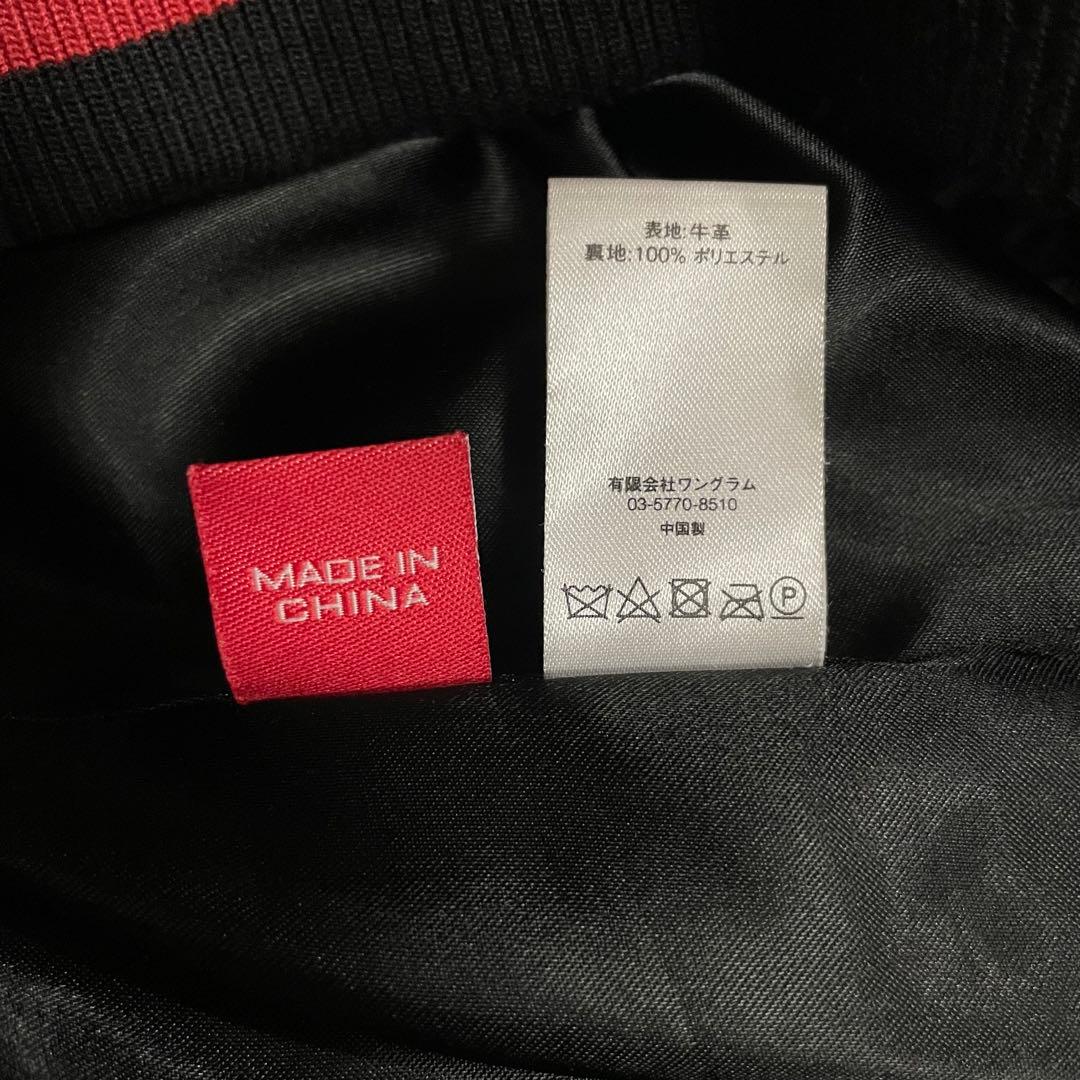 表地:牛革
裏地:100% ポリエステル
有限会社ワングラム
03-5770-8510
中国製
P
MADE IN
CHINA